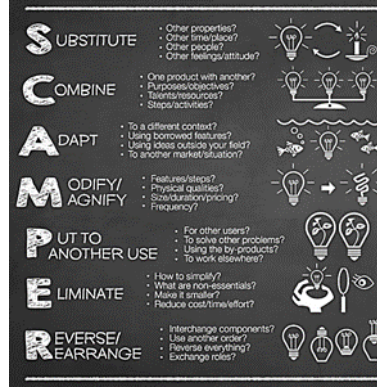 SUBSTITUTE
• Other properties?
• Other time/place?
• Other people?
• Other feelings/attitude?
COMBINE
• One product with another?
• Purposes/objectives?
• Talents/resources?
• Steps/activities?
ADAPT
• To a different context?
• Using borrowed features?
• Using ideas outside your field?
• To another market/situation?
MODIFY/
MAGNIFY
• Features/steps?
• Physical qualities?
• Size/duration/pricing?
• Frequency?
PUT TO
ANOTHER USE
• For other users?
• To solve other problems?
• Using the by-products?
• To work elsewhere?
ELIMINATE
• How to simplify?
• What are non-essentials?
• Make it smaller?
• Reduce cost/time/effort?
REVERSE/
REARRANGE
• Interchange components?
• Use another order?
• Reverse everything?
• Exchange roles?